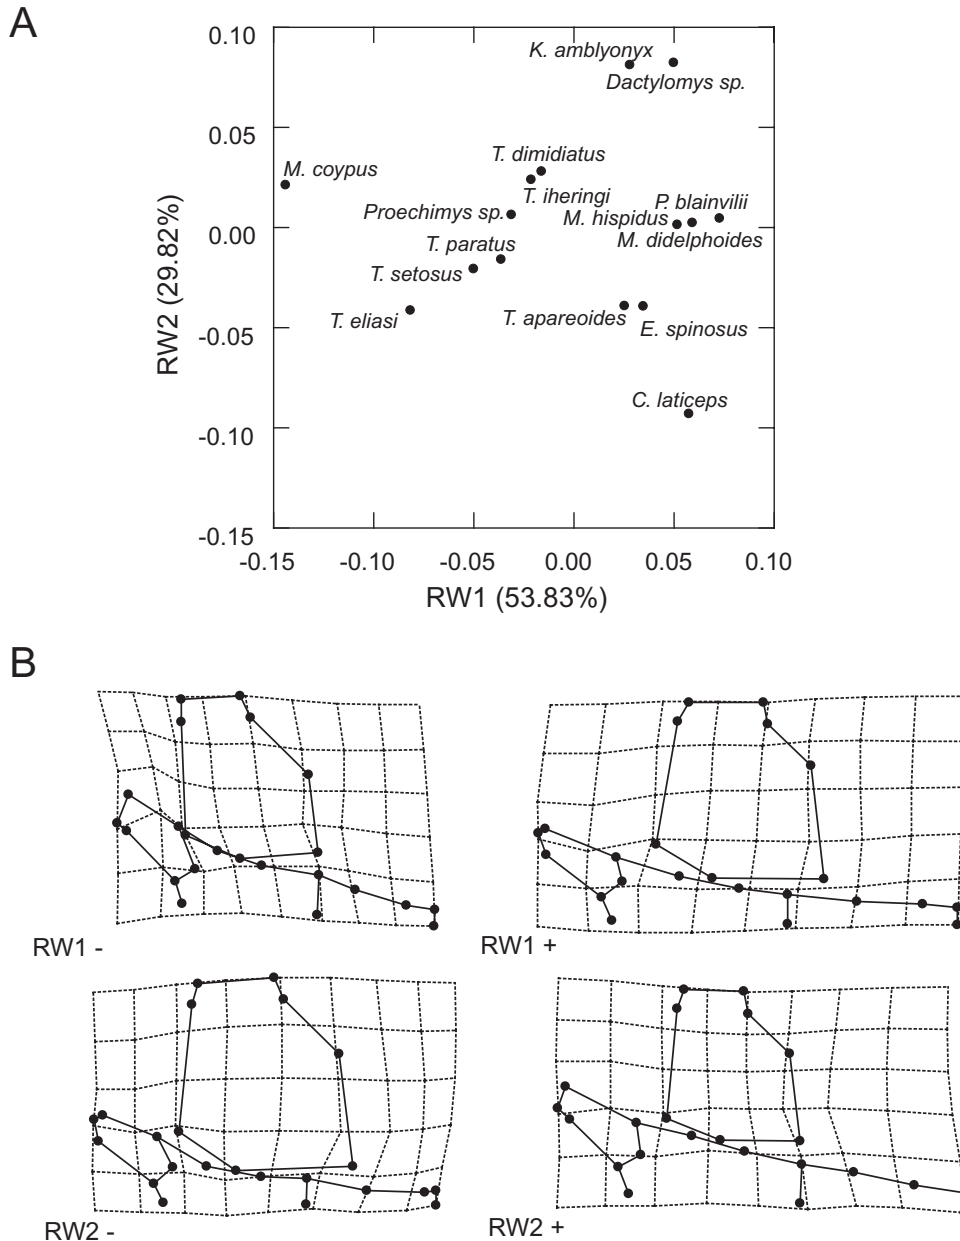 A
0.10
K. amblyonyx
Dactylomys sp.
0.05
T. dimidiatus
M. coypus
T. iheringi
P. blainvilii
Proechimys sp.
M. hispidus
0.00
T. paratus
M. didelphoides
T. setosus
T. eliasi
T. apareoides
E. spinosus
-0.05
C. laticeps
-0.10
-0.15
RW2 (29.82%)
-0.15 -0.10 -0.05 0.00 0.05 0.10
RW1 (53.83%)
B
RW1 - RW1 +
RW2 - RW2 +